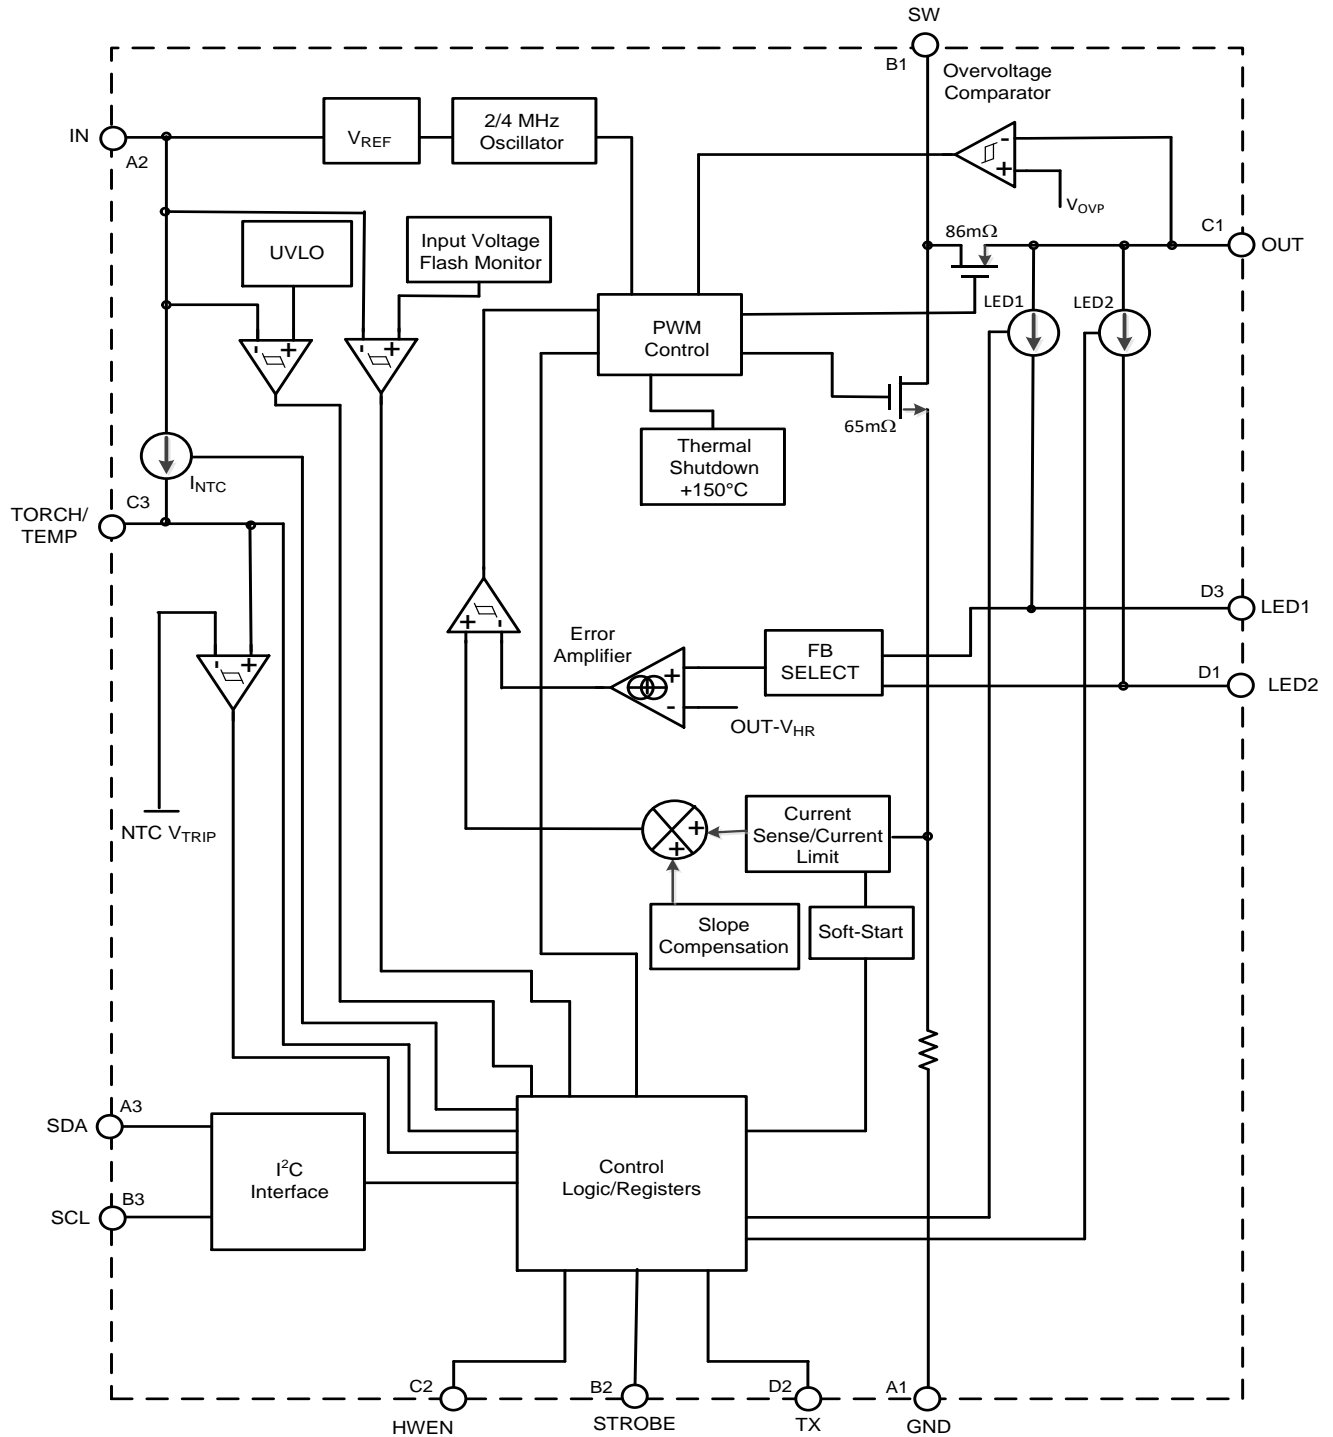 SW
B1
Overvoltage
Comparator
IN
A2
VREF
2/4 MHz
Oscillator
-
+
VOVP
C1
OUT
86mΩ
UVLO
Input Voltage
Flash Monitor
LED1
LED2
PWM
Control
-
+
-
+
65mΩ
Thermal
Shutdown
+150°C
INTC
C3
TORCH/
TEMP
D3
LED1
+
-
Error
Amplifier
FB
SELECT
-
+
+
-
D1
LED2
OUT-VHR
NTC VTRIP
+
+
Current
Sense/Current
Limit
Slope
Compensation
Soft-Start
A3
SDA
I2C
Interface
B3
SCL
Control
Logic/Registers
C2
HWEN
B2
STROBE
D2
TX
A1
GND